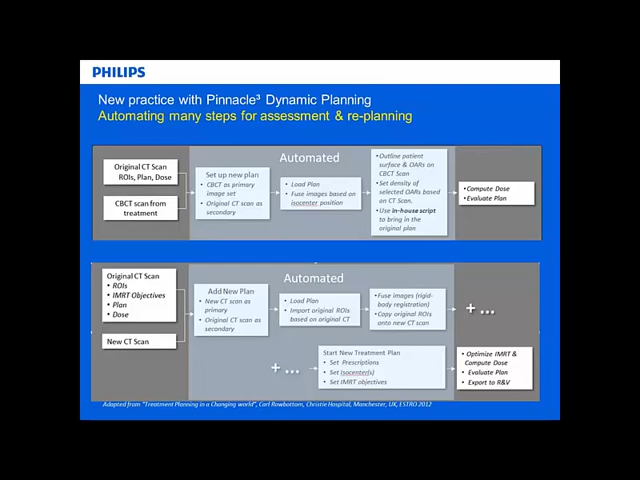 PHILIPS
New practice with Pinnacle³ Dynamic Planning
Automating many steps for assessment & re-planning
Automated
Original CT Scan
ROIs, Plan, Dose
CBCT scan from
treatment
Set up new plan
• CBCT as primary
image set
• Original CT scan as
secondary
• Load Plan
• Fuse images based on
isocenter position
• Outline patient
surface & OARs on
CBCT Scan
• Set density of
selected OARs based
on CT Scan.
• Use in-house script
to bring in the
original plan
• Compute Dose
• Evaluate Plan
Automated
Original CT Scan
• ROIs
• IMRT Objectives
• Plan
• Dose
New CT Scan
Add New Plan
• New CT scan as
primary
• Original CT scan as
secondary
• Load Plan
• Import original ROIs
based on original CT
• Fuse images (rigid-
body registration)
• Copy original ROIs
onto new CT scan
+ ...
+ ...
Start New Treatment Plan
• Set Prescriptions
• Set Isocenter(s)
• Set IMRT objectives
• Optimize IMRT &
Compute Dose
• Evaluate Plan
• Export to R&V
Adapted from "Treatment Planning in a Changing world", Carl Rowbottom, Christie Hospital, Manchester, UK, ESTRO 2012